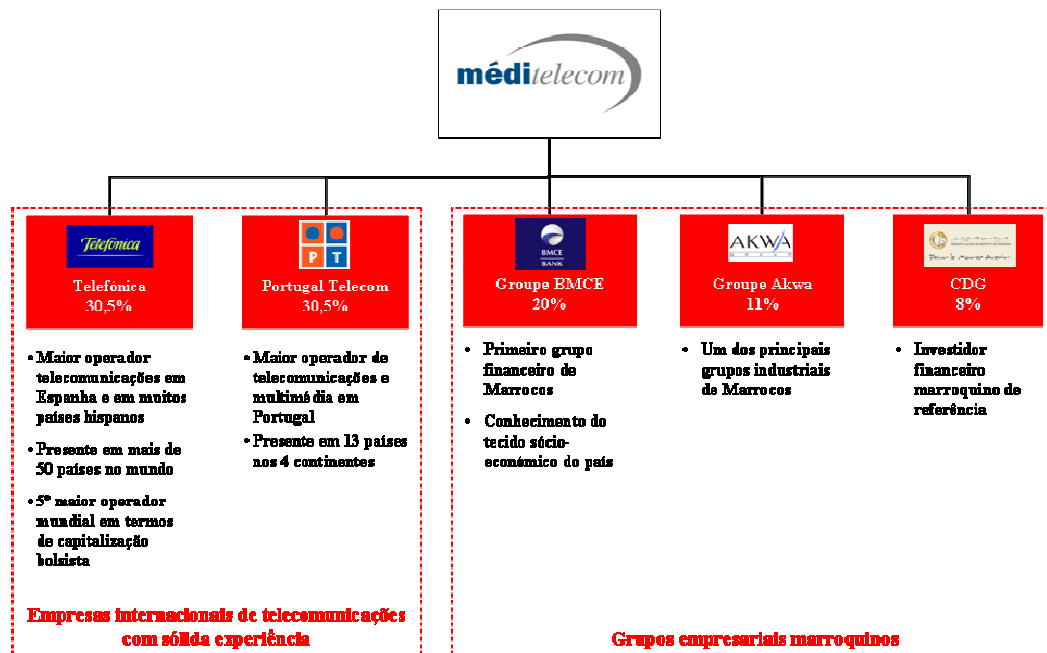 méditelecom
Telefónica
Telefónica
30,5%
P T
Portugal Telecom
30,5%
BMCE
BANK
Groupe BMCE
20%
AKWA
GROUP
Groupe Akwa
11%
CDG
8%
• Maior operador
telecomunicações em
Espanha e em muitos
países hispanos
• Presente em mais de
50 países no mundo
• 5º maior operador
mundial em termos
de capitalização
bolsista
• Maior operador de
telecomunicações e
multimédia em
Portugal
• Presente em 13 países
nos 4 continentes
• Primeiro grupo
financeiro de
Marrocos
• Conhecimento do
tecido sócio-
económico do país
• Um dos principais
grupos industriais
de Marrocos
• Investidor
financeiro
marroquino de
referência
Empresas internacionais de telecomunicações
com sólida experiência
Grupos empresariais marroquinos